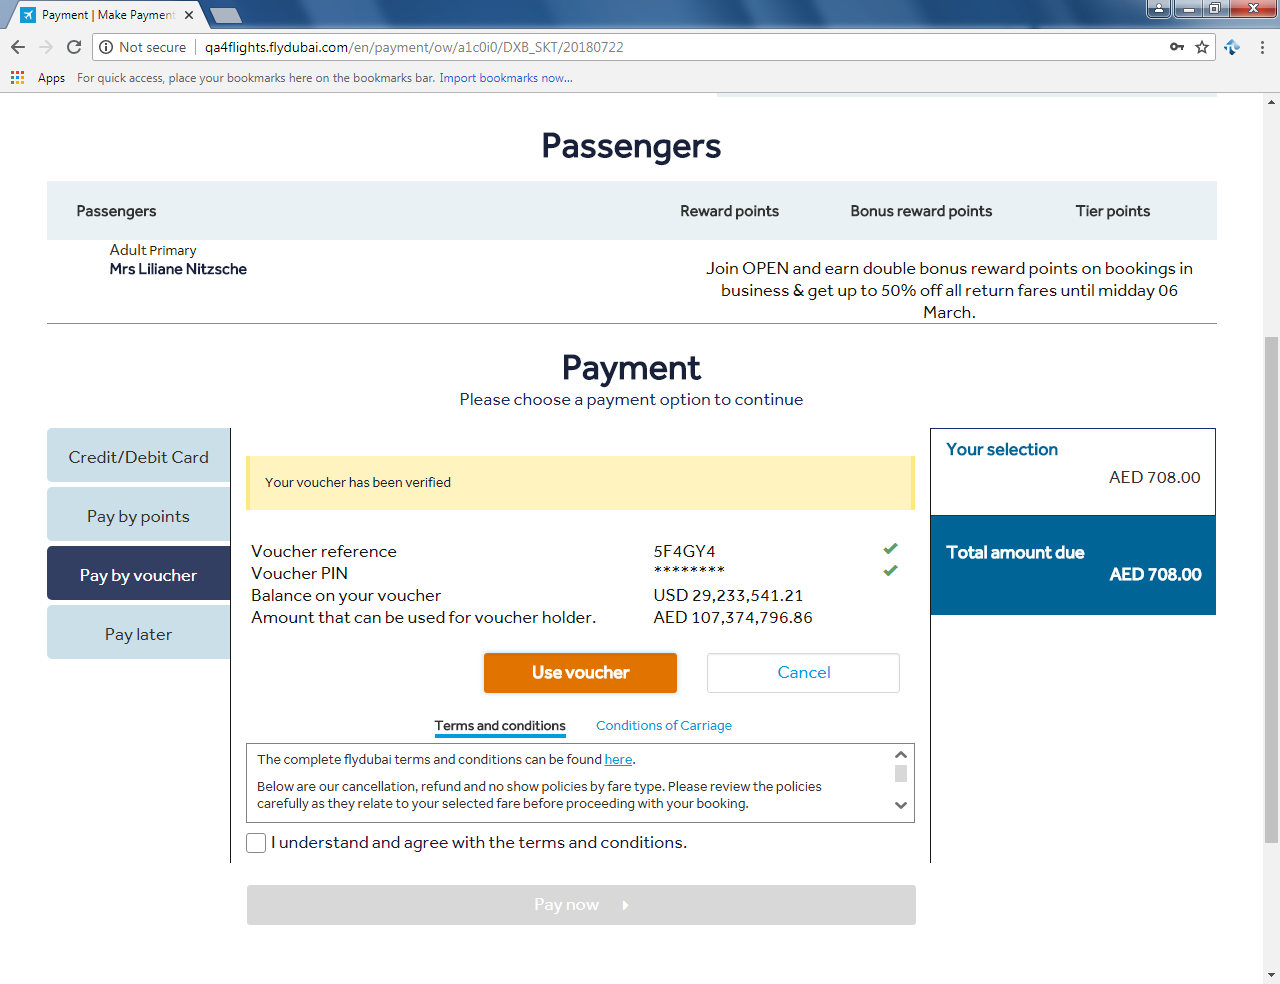 Payment | Make Payment
Not secure
qa4flights.flydubai.com/en/payment/ow/a1c0i0/DXB_SKT/20180722
Apps
For quick access, place your bookmarks here on the bookmarks bar. Import bookmarks now...
Passengers
Passengers Reward points Bonus reward points Tier points
Adult Primary
Mrs Liliane Nitzsche
Join OPEN and earn double bonus reward points on bookings in
business & get up to 50% off all return fares until midday 06
March.
Payment
Please choose a payment option to continue
Credit/Debit Card
Pay by points
Pay by voucher
Pay later
Your voucher has been verified
Voucher reference 5F4GY4
Voucher PIN ********
Balance on your voucher USD 29,233,541.21
Amount that can be used for voucher holder. AED 107,374,796.86
Use voucher
Cancel
Terms and conditions
Conditions of Carriage
The complete flydubai terms and conditions can be found here.
Below are our cancellation, refund and no show policies by fare type. Please review the policies
carefully as they relate to your selected fare before proceeding with your booking.
I understand and agree with the terms and conditions.
Pay now
Your selection
AED 708.00
Total amount due
AED 708.00